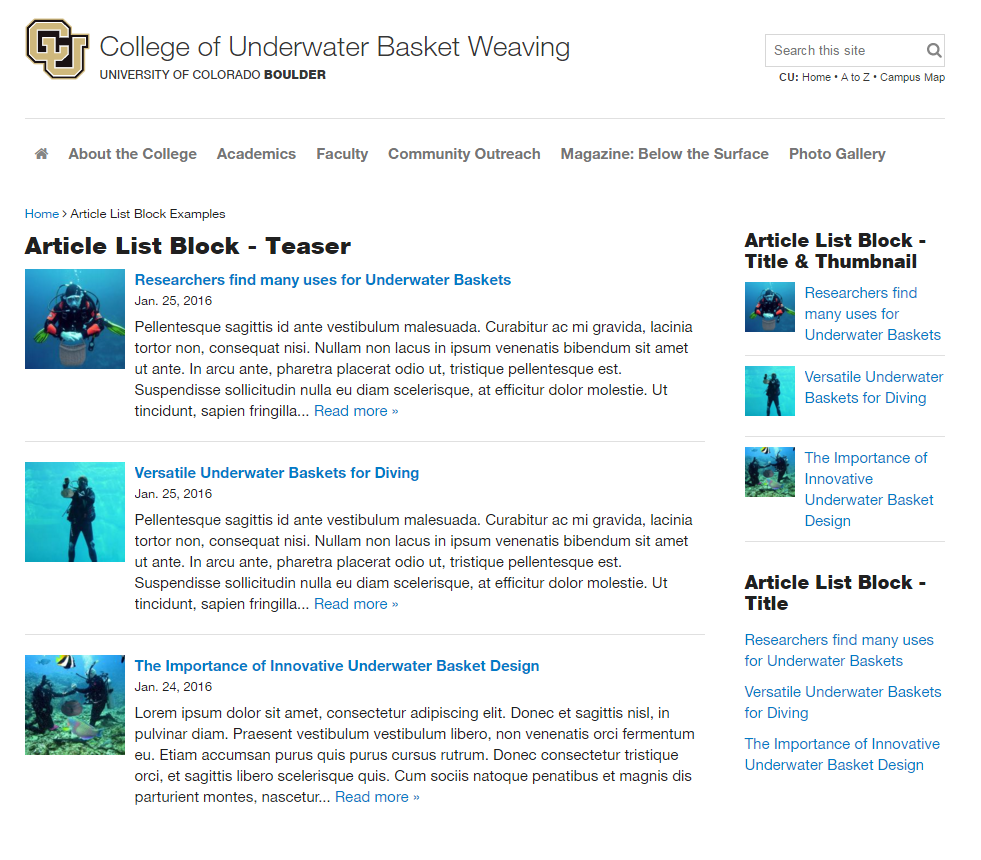 CU
College of Underwater Basket Weaving
UNIVERSITY OF COLORADO BOULDER
Search this site
CU: Home • A to Z • Campus Map
About the College Academics Faculty Community Outreach Magazine: Below the Surface Photo Gallery
Home › Article List Block Examples
Article List Block - Teaser
Researchers find many uses for Underwater Baskets
Jan. 25, 2016
Pellentesque sagittis id ante vestibulum malesuada. Curabitur ac mi gravida, lacinia
tortor non, consequat nisi. Nullam non lacus in ipsum venenatis bibendum sit amet
ut ante. In arcu ante, pharetra placerat odio ut, tristique pellentesque est.
Suspendisse sollicitudin nulla eu diam scelerisque, at efficitur dolor molestie. Ut
tincidunt, sapien fringilla... Read more »
Versatile Underwater Baskets for Diving
Jan. 25, 2016
Pellentesque sagittis id ante vestibulum malesuada. Curabitur ac mi gravida, lacinia
tortor non, consequat nisi. Nullam non lacus in ipsum venenatis bibendum sit amet
ut ante. In arcu ante, pharetra placerat odio ut, tristique pellentesque est.
Suspendisse sollicitudin nulla eu diam scelerisque, at efficitur dolor molestie. Ut
tincidunt, sapien fringilla... Read more »
The Importance of Innovative Underwater Basket Design
Jan. 24, 2016
Lorem ipsum dolor sit amet, consectetur adipiscing elit. Donec et sagittis nisl, in
pulvinar diam. Praesent vestibulum vestibulum libero, non venenatis orci fermentum
eu. Etiam accumsan purus quis purus cursus rutrum. Donec consectetur tristique
orci, et sagittis libero scelerisque quis. Cum sociis natoque penatibus et magnis dis
parturient montes, nascetur... Read more »
Article List Block -
Title & Thumbnail
Researchers find
many uses for
Underwater Baskets
Versatile Underwater
Baskets for Diving
The Importance of
Innovative
Underwater Basket
Design
Article List Block -
Title
Researchers find many uses
for Underwater Baskets
Versatile Underwater Baskets
for Diving
The Importance of Innovative
Underwater Basket Design